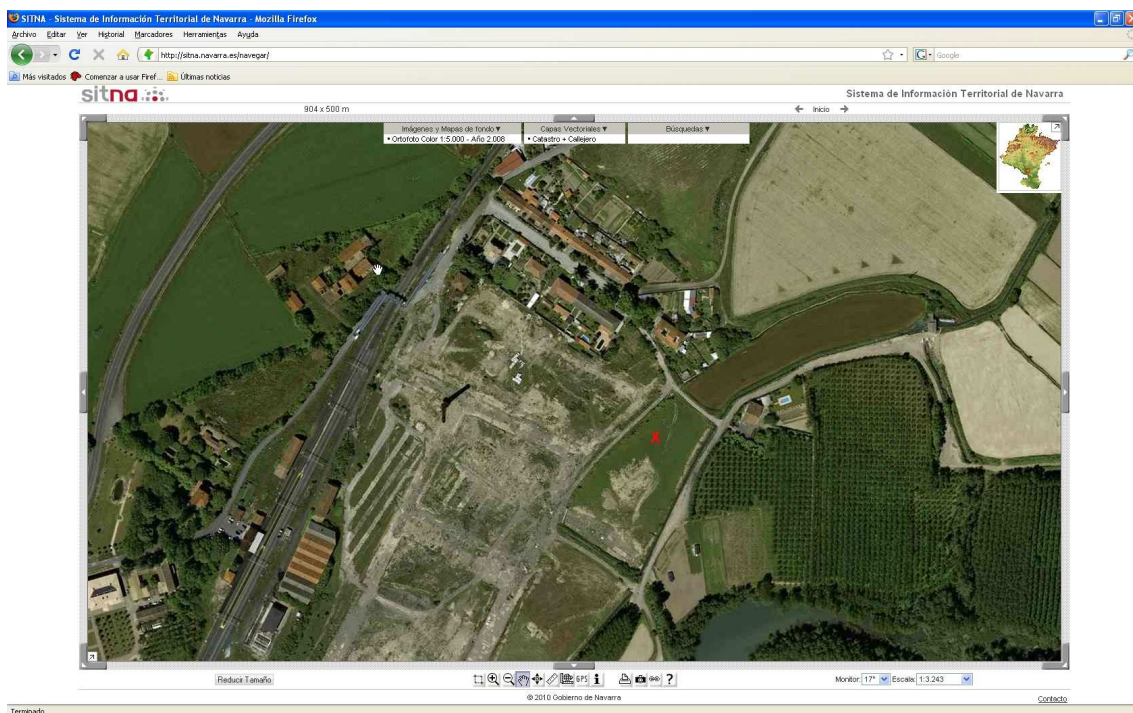 SITNA - Sistema de Información Territorial de Navarra - Mozilla Firefox
Archivo Editar Ver Historial Marcadores Herramientas Ayuda
http://sitna.navarra.es/navegar/
Google
Más visitados Comenzar a usar Firef... Últimas noticias
sitna
Sistema de Información Territorial de Navarra
904 x 500 m
Inicio
Imágenes y Mapas de fondo ▼ Capas Vectoriales ▼ Búsquedas ▼
• Ortofoto Color 1:5.000 - Año 2.008 • Catastro + Callejero
X
Reducir Tamaño
GPS i ?
Monitor: 17" Escala: 1:3.243
© 2010 Gobierno de Navarra
Contacto
Terminado